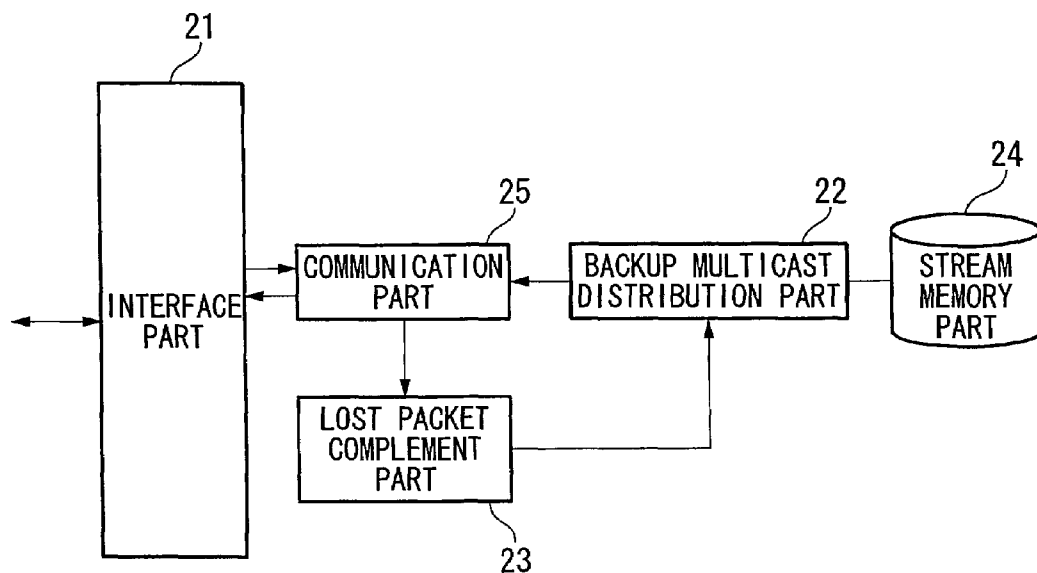 21
INTERFACE
PART
25
COMMUNICATION
PART
22
BACKUP MULTICAST
DISTRIBUTION PART
24
STREAM
MEMORY
PART
LOST PACKET
COMPLEMENT
PART
23